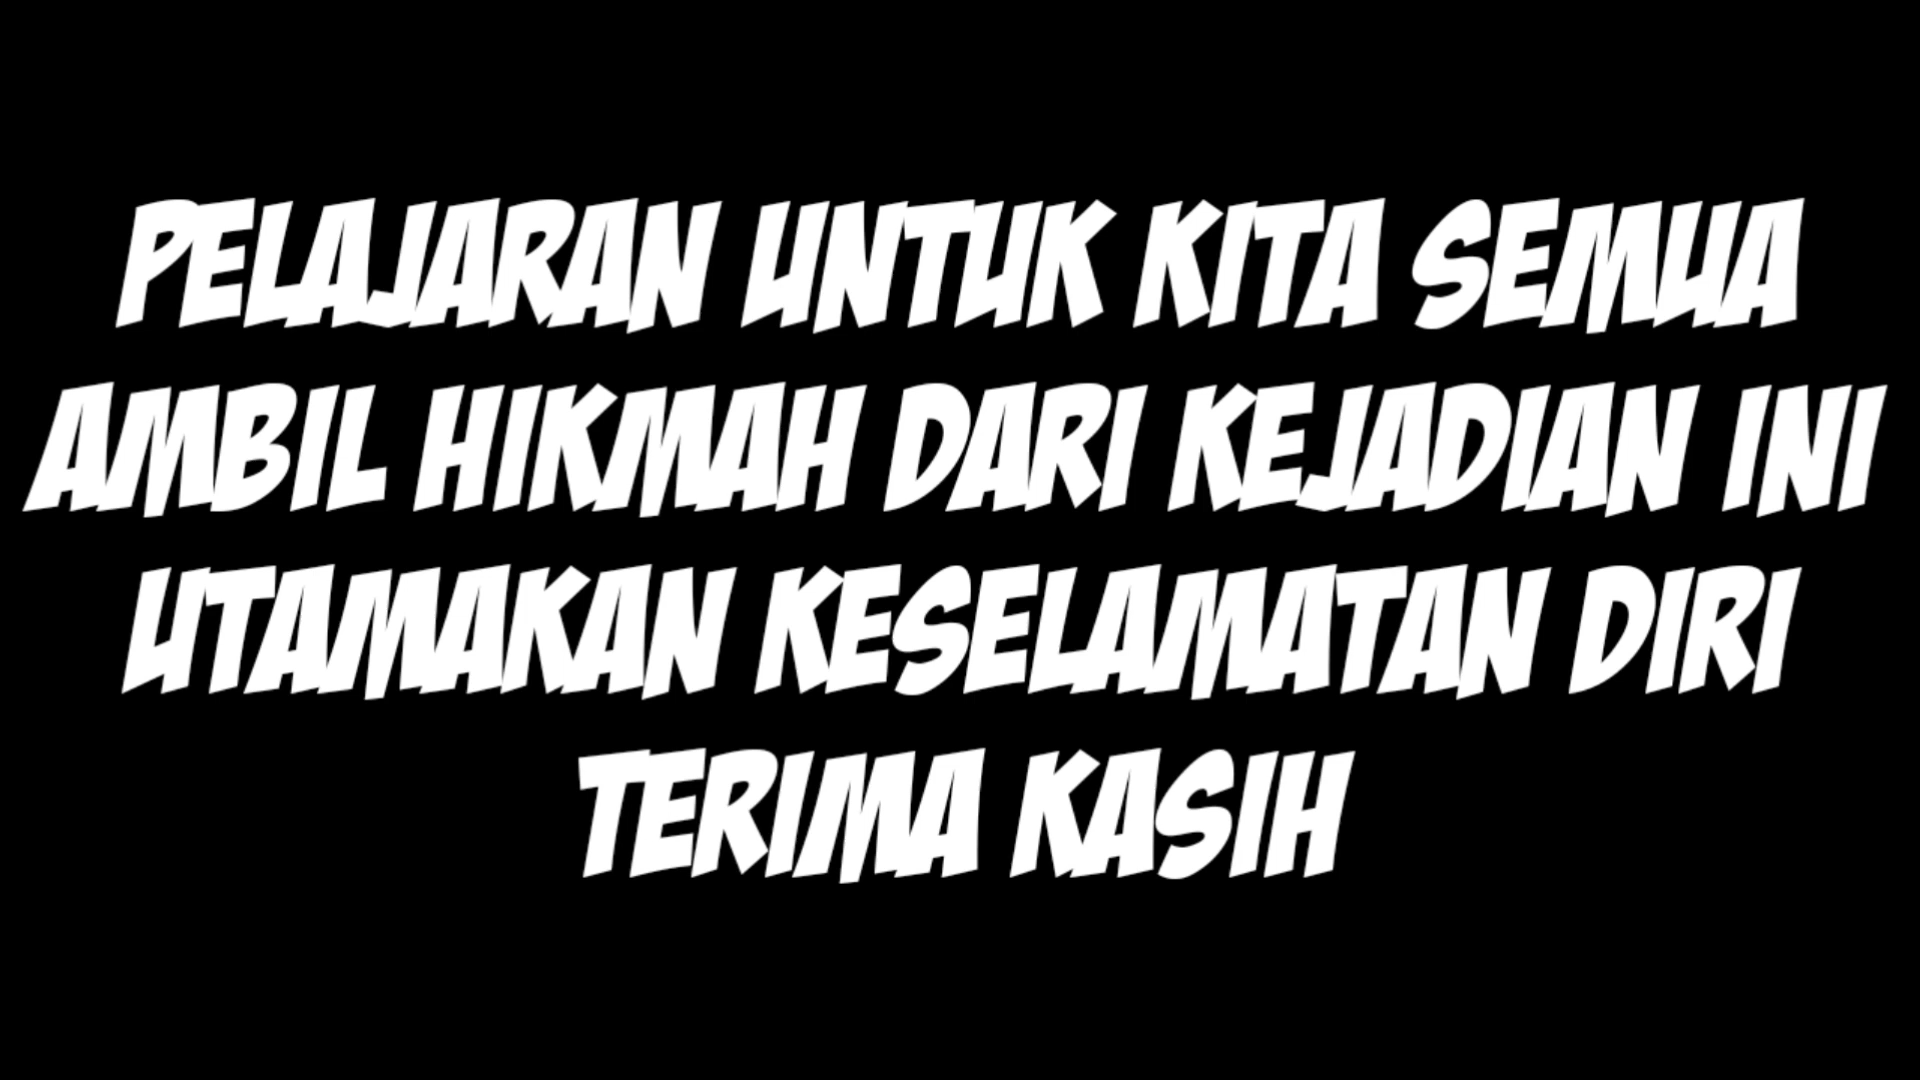 PELAJARAN UNTUK KITA SEMUA
AMBIL HIKMAH DARI KEJADIAN INI
UTAMAKAN KESELAMATAN DIRI
TERIMA KASIH